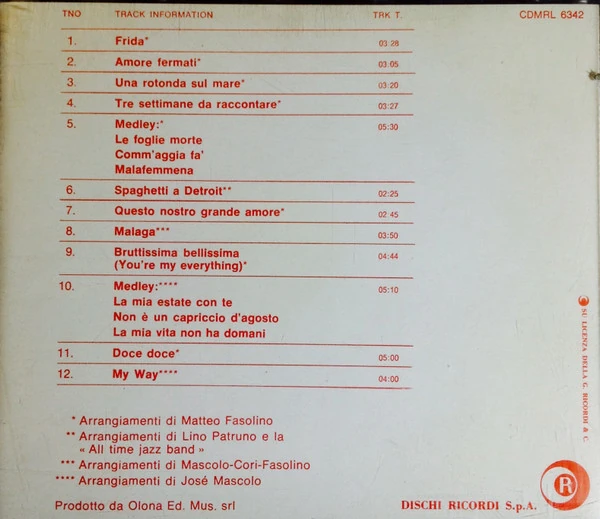 TNO TRACK INFORMATION TRK T. CDMRL 6342
1. Frida* 03:28
2. Amore fermati* 03:05
3. Una rotonda sul mare* 03:20
4. Tre settimane da raccontare* 03:27
5. Medley:* 05:30
Le foglie morte
Comm'aggia fa'
Malafemmena
6. Spaghetti a Detroit** 02:25
7. Questo nostro grande amore* 02:45
8. Malaga*** 03:50
9. Bruttissima bellissima 04:44
(You're my everything)*
10. Medley:**** 05:10
La mia estate con te
Non è un capriccio d'agosto
La mia vita non ha domani
11. Doce doce* 05:00
12. My Way**** 04:00
* Arrangiamenti di Matteo Fasolino
** Arrangiamenti di Lino Patruno e la
« All time jazz band »
*** Arrangiamenti di Mascolo-Cori-Fasolino
**** Arrangiamenti di José Mascolo
Prodotto da Olona Ed. Mus. srl
DISCHI RICORDI S.p.A.
R
SU LICENZA DELLA G. RICORDI & C.